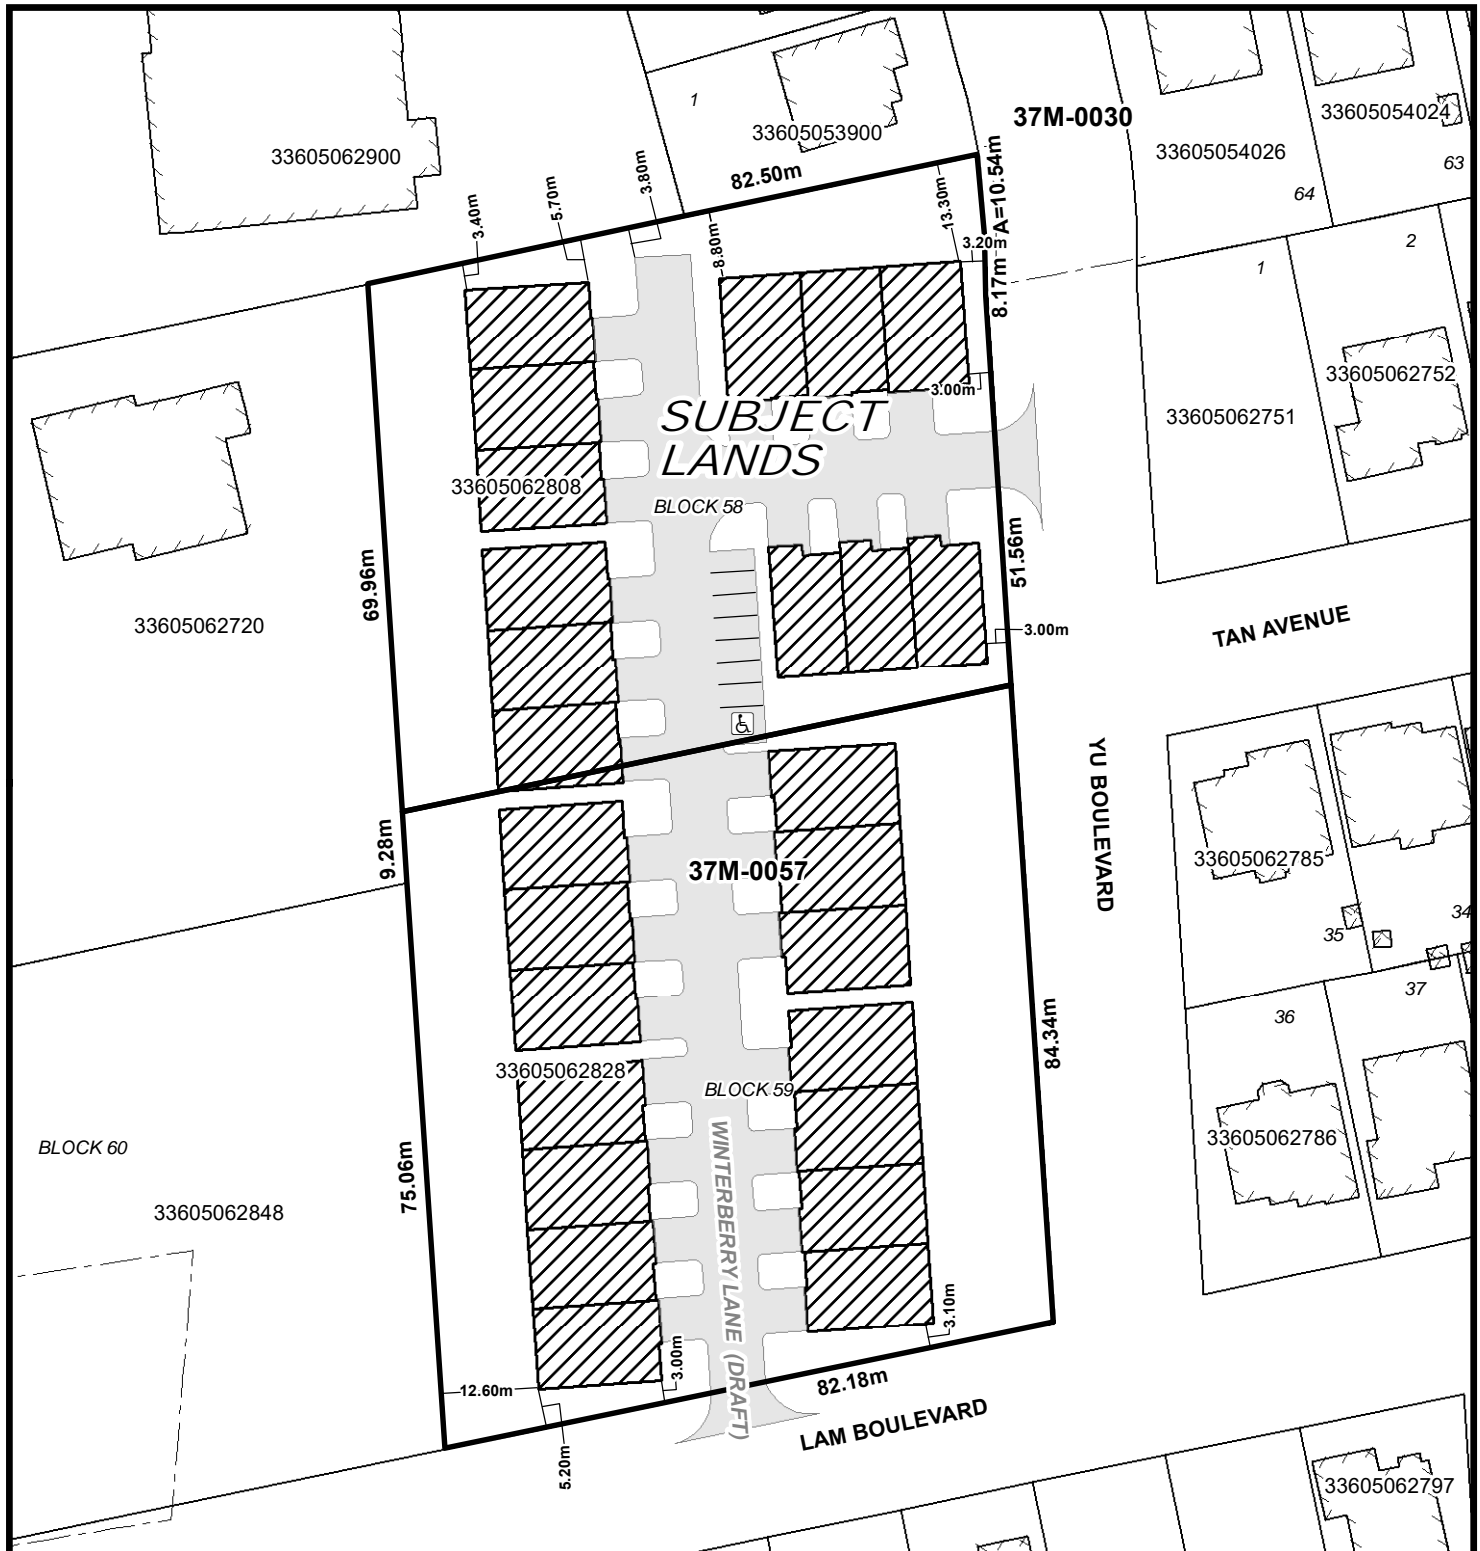 1
33605053900
37M-0030
33605054024
33605062900
33605054026
63
64
82.50m
A=10.54m
3.80m
5.70m
3.40m
13.30m
8.80m
3.20m
8.17m
2
1
3.00m
33605062752
33605062751
SUBJECT
LANDS
33605062808
BLOCK 58
69.96m
51.56m
33605062720
3.00m
TAN AVENUE
YU BOULEVARD
9.28m
37M-0057
33605062785
35
34
37
36
84.34m
33605062828
BLOCK 59
33605062786
BLOCK 60
75.06m
33605062848
WINTERBERRY LANE (DRAFT)
3.10m
3.00m
12.60m
82.18m
LAM BOULEVARD
5.20m
33605062797